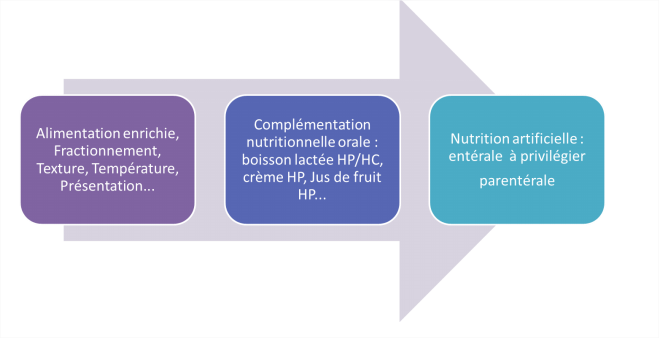 Alimentation enrichie,
Fractionnement,
Texture, Température,
Présentation...
Complémentation
nutritionnelle orale :
boisson lactée HP/HC,
crème HP, Jus de fruit
HP...
Nutrition artificielle :
entérale à privilégier
parentérale